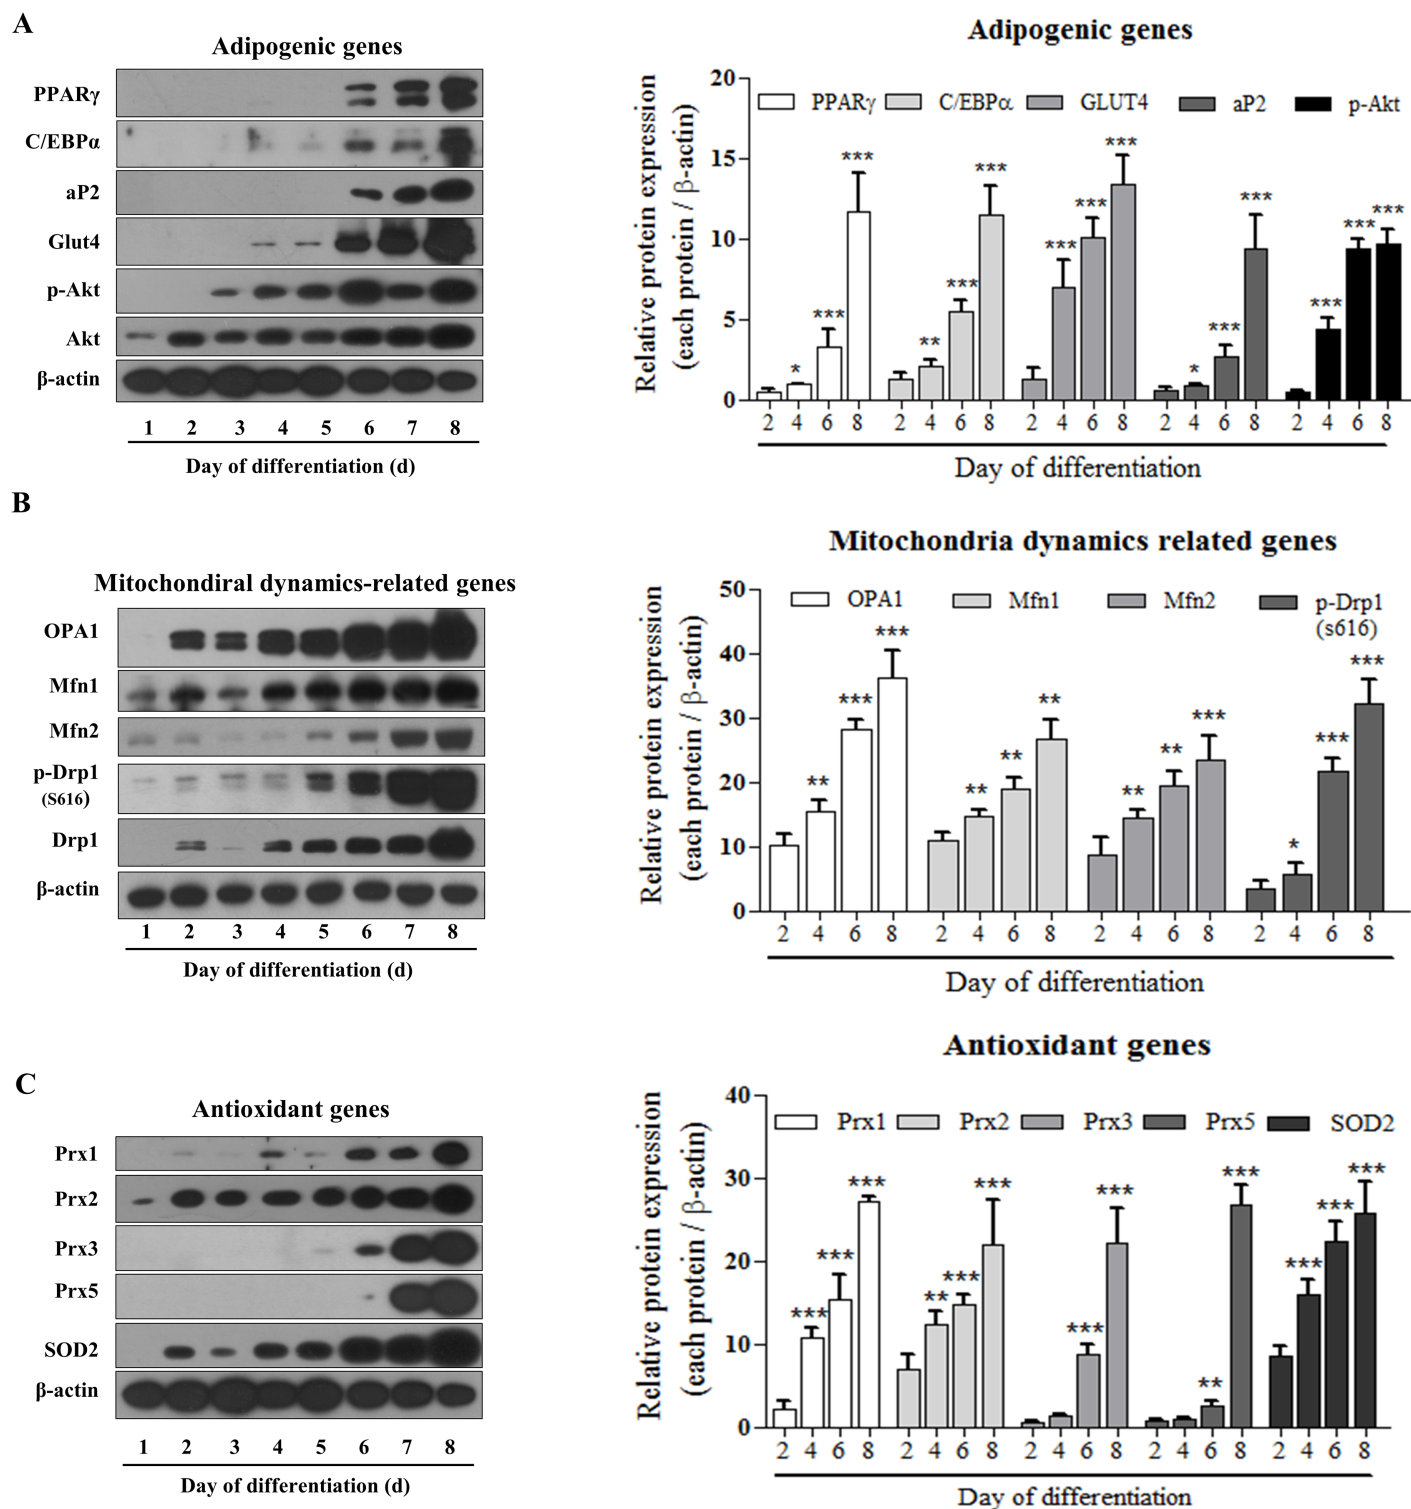 A
Adipogenic genes
PPARγ
C/EBPα
aP2
Glut4
p-Akt
Akt
β-actin
1 2 3 4 5 6 7 8
Day of differentiation (d)
Adipogenic genes
Relative protein expression
(each protein / β-actin)
20
15
10
5
0
PPARγ C/EBPα GLUT4 aP2 p-Akt
* *** ***
** *** ***
*** *** ***
* *** ***
*** *** ***
2 4 6 8 2 4 6 8 2 4 6 8 2 4 6 8 2 4 6 8
Day of differentiation
B
Mitochondiral dynamics-related genes
OPA1
Mfn1
Mfn2
p-Drp1
(S616)
Drp1
β-actin
1 2 3 4 5 6 7 8
Day of differentiation (d)
Mitochondria dynamics related genes
Relative protein expression
(each protein / β-actin)
50
40
30
20
10
0
OPA1 Mfn1 Mfn2 p-Drp1
(s616)
** *** ***
** ** **
** ** ***
* *** ***
2 4 6 8 2 4 6 8 2 4 6 8 2 4 6 8
Day of differentiation
C
Antioxidant genes
Prx1
Prx2
Prx3
Prx5
SOD2
β-actin
1 2 3 4 5 6 7 8
Day of differentiation (d)
Antioxidant genes
Relative protein expression
(each protein / β-actin)
40
30
20
10
0
Prx1 Prx2 Prx3 Prx5 SOD2
*** *** ***
** *** ***
*** ***
** ***
*** *** ***
2 4 6 8 2 4 6 8 2 4 6 8 2 4 6 8 2 4 6 8
Day of differentiation